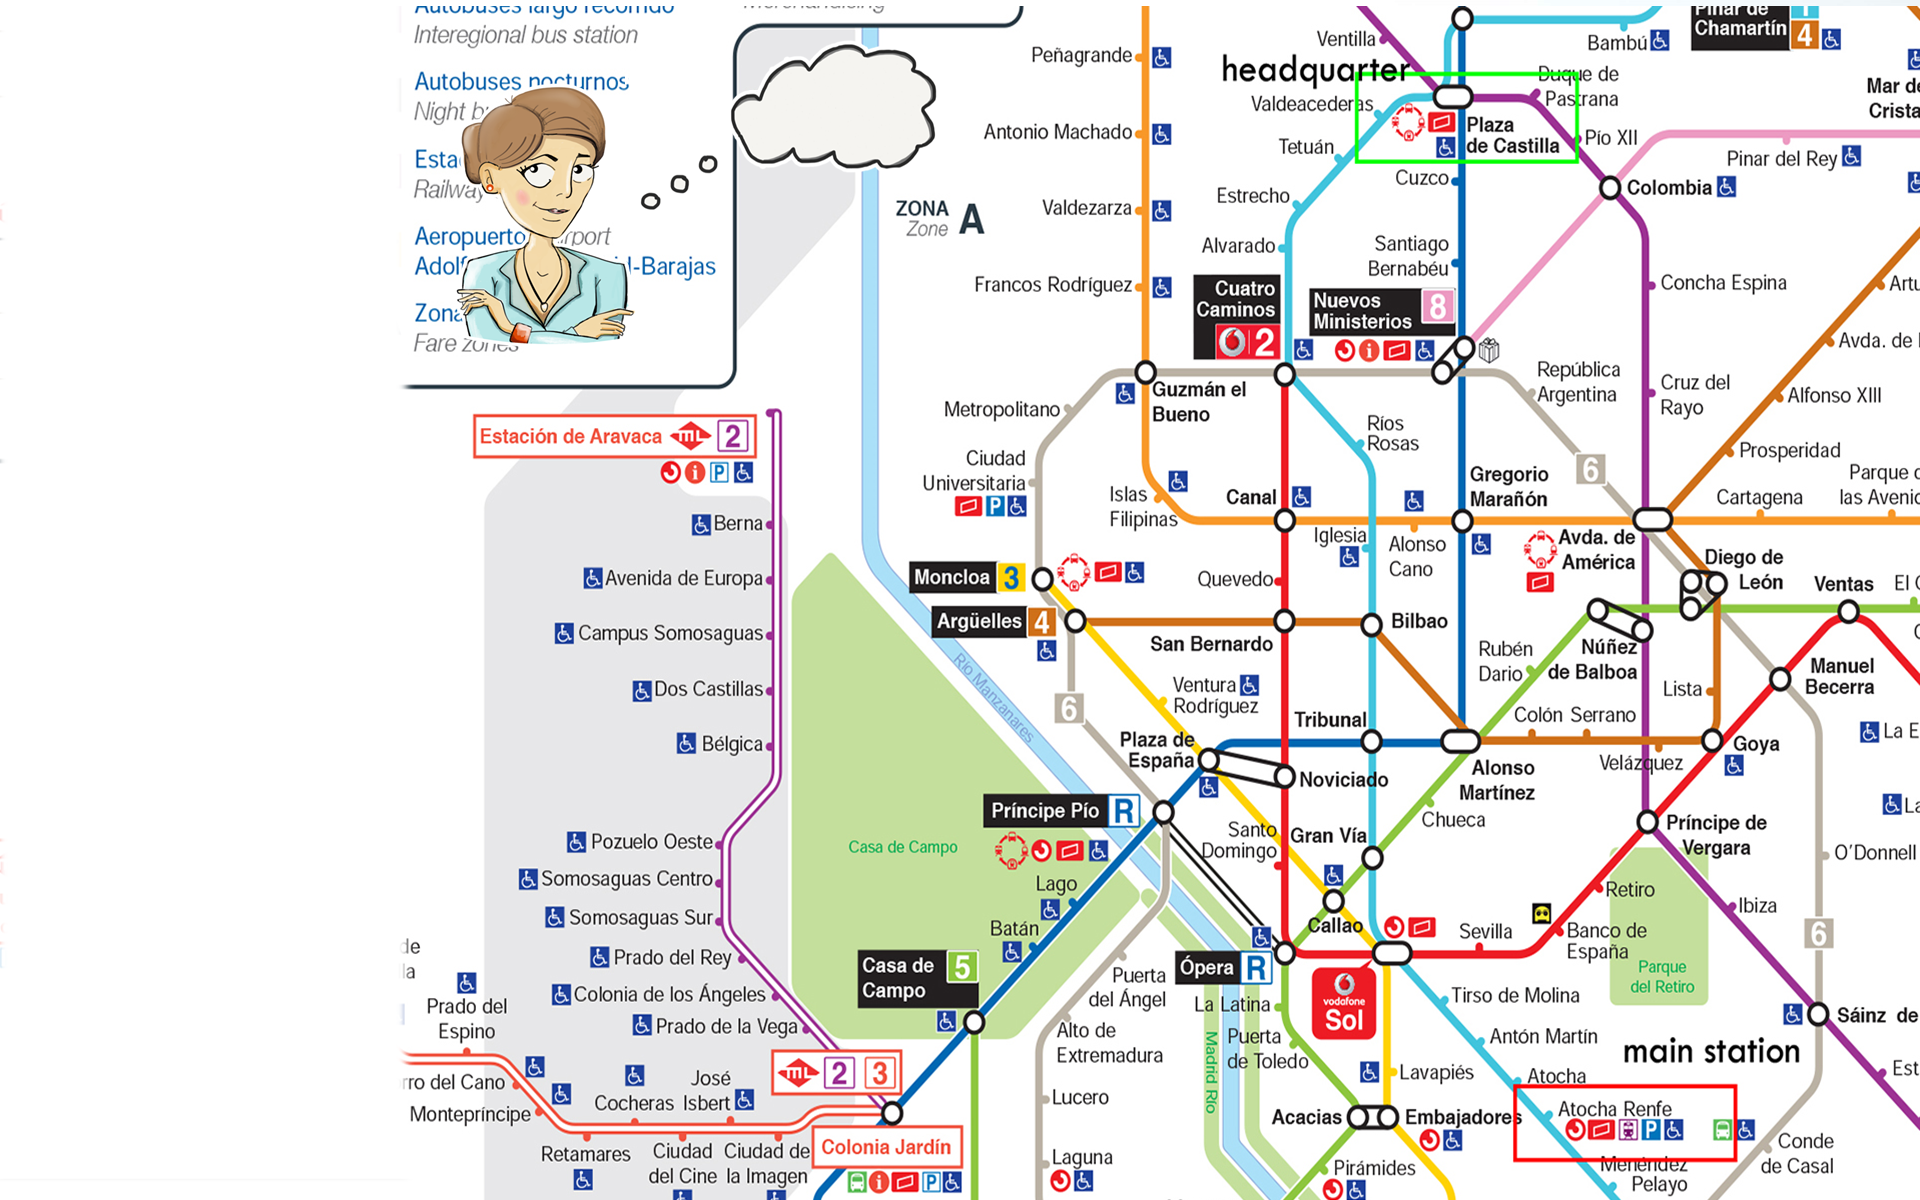 Autobuses largo recorrido
Interegional bus station
Autobuses nocturnos
Night b
Esta
Railway
Aeropuerto
Adolf
rport
d-Barajas
Zona
Fare zones
Merchandising
ZONA
Zone A
Peñagrande
Antonio Machado
Valdezarza
Francos Rodríguez
headquarter
Ventilla
Valdeacederas
Tetuán
Estrecho
Alvarado
Duque de
Pastrana
Plaza
de Castilla
Pío XII
Cuzco
Santiago
Bernabéu
Bambú
Pinar de
Chamartín 1
4
Mar de
Crista
Pinar del Rey
Colombia
Concha Espina
Cuatro
Caminos
2
Nuevos
Ministerios 8
República
Argentina
Cruz del
Rayo
Artu
Avda. de
Alfonso XIII
Prosperidad
Guzmán el
Bueno
Metropolitano
Ciudad
Universitaria
P
Islas
Filipinas
Canal
Ríos
Rosas
Iglesia
Alonso
Cano
Gregorio
Marañón
6
Cartagena
Parque
las Avenic
Avda. de
América
Diego de
León
Ventas
El C
Estación de Aravaca ML 2
P
Berna
Avenida de Europa
Campus Somosaguas
Dos Castillas
Bélgica
Pozuelo Oeste
Somosaguas Centro
Somosaguas Sur
Prado del Rey
Colonia de los Ángeles
Prado de la Vega
ML 2 3
Moncloa 3
Argüelles 4
Quevedo
San Bernardo
Bilbao
Rubén
Dario
Núñez
de Balboa
Manuel
Becerra
Lista
Río Manzanares
6
Ventura
Rodríguez
Tribunal
Colón Serrano
Velázquez
Goya
La E
Plaza de
España
Noviciado
Alonso
Martínez
Príncipe Pío R
Santo
Domingo
Gran Vía
Chueca
Príncipe de
Vergara
La
O'Donnell
Casa de Campo
Lago
Batán
Callao
Sevilla
Retiro
Banco de
España
Ibiza
6
Parque
del Retiro
Casa de
Campo 5
Puerta
del Ángel
Ópera R
La Latina
vodofone
Sol
Tirso de Molina
Antón Martín
Sáinz de
main station
Alto de
Extremadura
Puerta
de Toledo
Madrid Río
Lavapiés
Atocha
Est
de
la
Prado del
Espino
rro del Cano
Montepríncipe
Cocheras
José
Isbert
Retamares
Ciudad
del Cine
Ciudad de
la Imagen
Colonia Jardín
P
Lucero
Laguna
Acacias
Embajadores
Pirámides
Atocha Renfe
P
Menéndez
Pelayo
Conde
de Casal